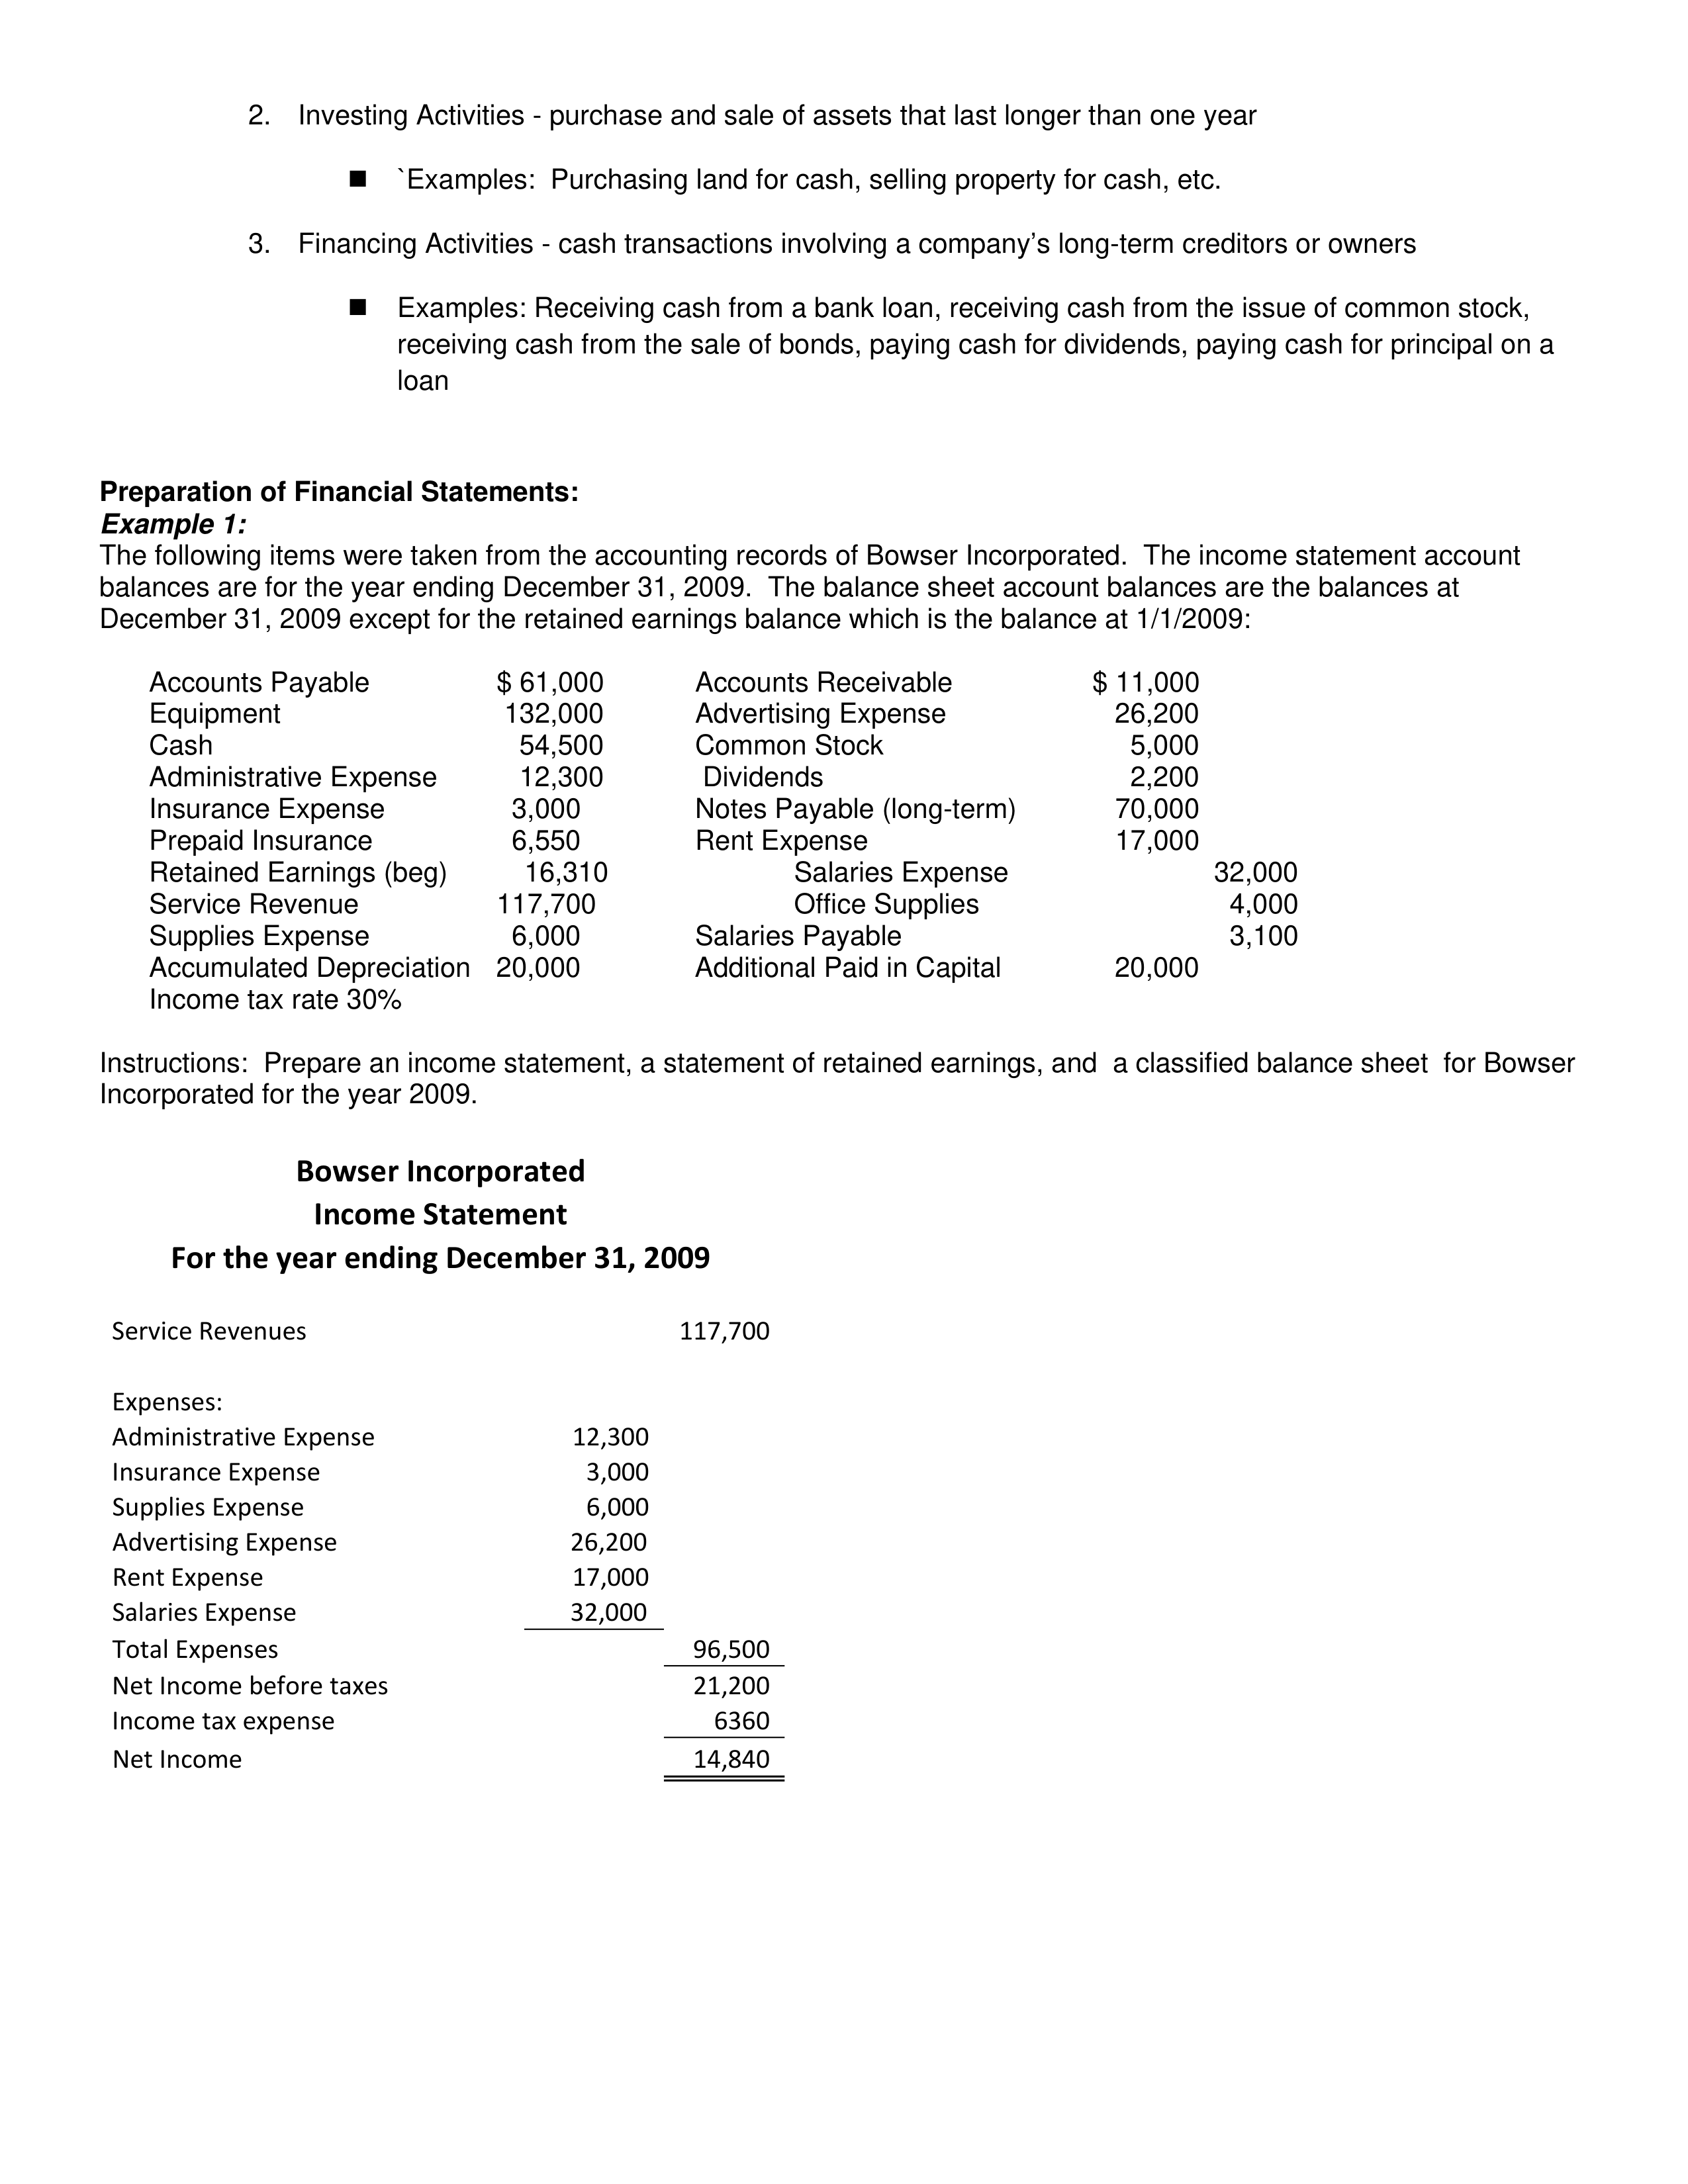 2. Investing Activities - purchase and sale of assets that last longer than one year
■ `Examples: Purchasing land for cash, selling property for cash, etc.
3. Financing Activities - cash transactions involving a company’s long-term creditors or owners
■ Examples: Receiving cash from a bank loan, receiving cash from the issue of common stock,
receiving cash from the sale of bonds, paying cash for dividends, paying cash for principal on a
loan
Preparation of Financial Statements:
Example 1:
The following items were taken from the accounting records of Bowser Incorporated. The income statement account
balances are for the year ending December 31, 2009. The balance sheet account balances are the balances at
December 31, 2009 except for the retained earnings balance which is the balance at 1/1/2009:
Accounts Payable $ 61,000 Accounts Receivable $ 11,000
Equipment 132,000 Advertising Expense 26,200
Cash 54,500 Common Stock 5,000
Administrative Expense 12,300 Dividends 2,200
Insurance Expense 3,000 Notes Payable (long-term) 70,000
Prepaid Insurance 6,550 Rent Expense 17,000
Retained Earnings (beg) 16,310 Salaries Expense 32,000
Service Revenue 117,700 Office Supplies 4,000
Supplies Expense 6,000 Salaries Payable 3,100
Accumulated Depreciation 20,000 Additional Paid in Capital 20,000
Income tax rate 30%
Instructions: Prepare an income statement, a statement of retained earnings, and a classified balance sheet for Bowser
Incorporated for the year 2009.
Bowser Incorporated
Income Statement
For the year ending December 31, 2009
Service Revenues 117,700
Expenses:
Administrative Expense 12,300
Insurance Expense 3,000
Supplies Expense 6,000
Advertising Expense 26,200
Rent Expense 17,000
Salaries Expense 32,000
Total Expenses 96,500
Net Income before taxes 21,200
Income tax expense 6360
Net Income 14,840